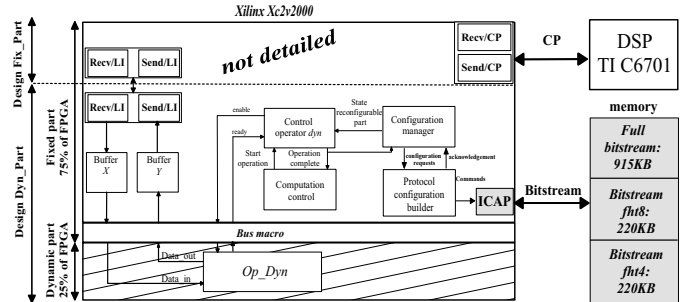 Xilinx Xc2v2000
Design Fix_Part
Design Dyn_Part
Fixed part
75% of FPGA
Dynamic part
25% of FPGA
not detailed
Recv/LI
Send/LI
Recv/CP
Send/CP
CP
DSP
TI C6701
Recv/LI
Send/LI
enable
ready
Control
operator dyn
State
reconfigurable
part
Configuration
manager
Start
operation
Operation
complete
configuration
requests
acknowledgement
Buffer
X
Buffer
Y
Computation
control
Protocol
configuration
builder
Commands
ICAP
Bitstream
memory
Full
bitstream:
915KB
Bitstream
fht8:
220KB
Bitstream
fht4:
220KB
Bus macro
Data_out
Data_in
Op_Dyn